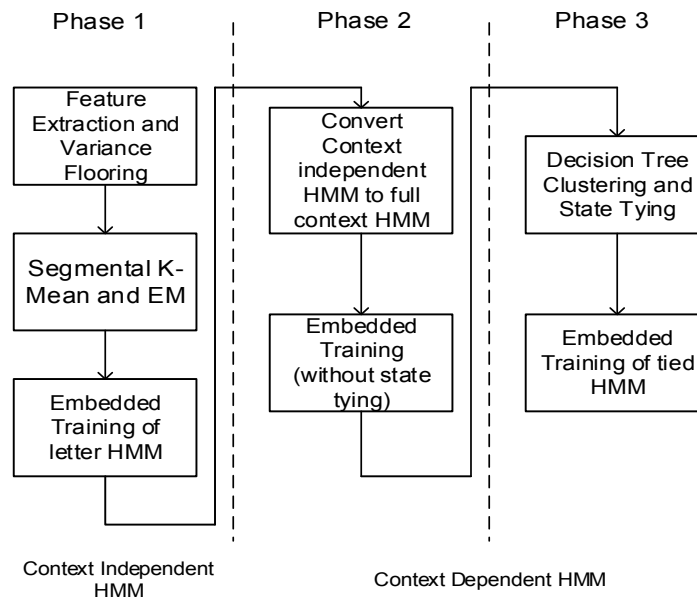 Phase 1
Phase 2
Phase 3
Feature
Extraction and
Variance
Flooring
Segmental K-
Mean and EM
Embedded
Training of
letter HMM
Convert
Context
independent
HMM to full
context HMM
Embedded
Training
(without state
tying)
Decision Tree
Clustering and
State Tying
Embedded
Training of tied
HMM
Context Independent
HMM
Context Dependent HMM